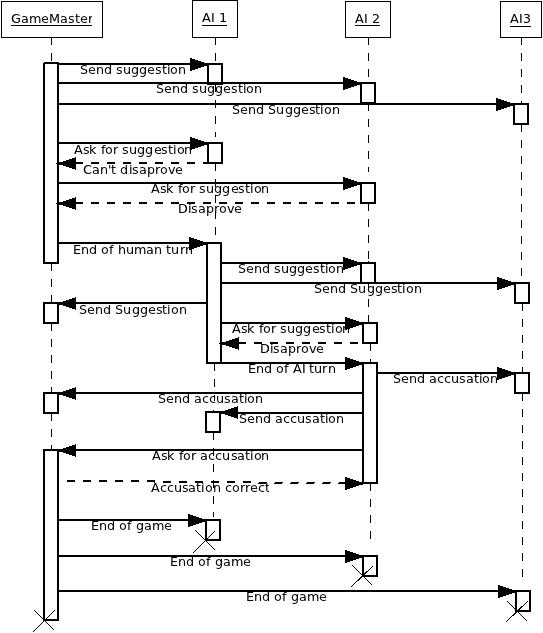 GameMaster
AI 1
AI 2
AI3
Send suggestion
Send suggestion
Send Suggestion
Ask for suggestion
Can't disaprove
Ask for suggestion
Disaprove
End of human turn
Send suggestion
Send Suggestion
Send Suggestion
Ask for suggestion
Disaprove
End of AI turn
Send accusation
Send accusation
Send accusation
Ask for accusation
Accusation correct
End of game
End of game
End of game